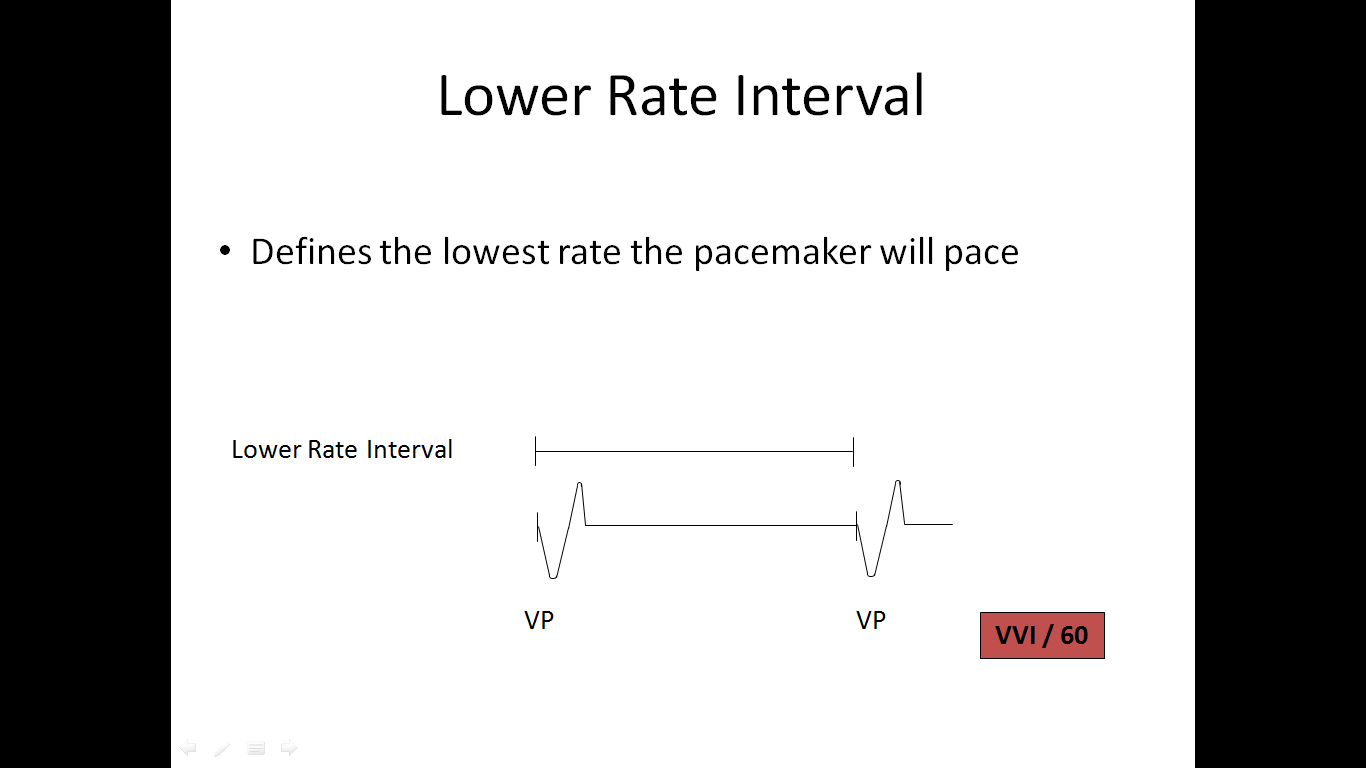 Lower Rate Interval
• Defines the lowest rate the pacemaker will pace
Lower Rate Interval
VP
VP
VVI / 60